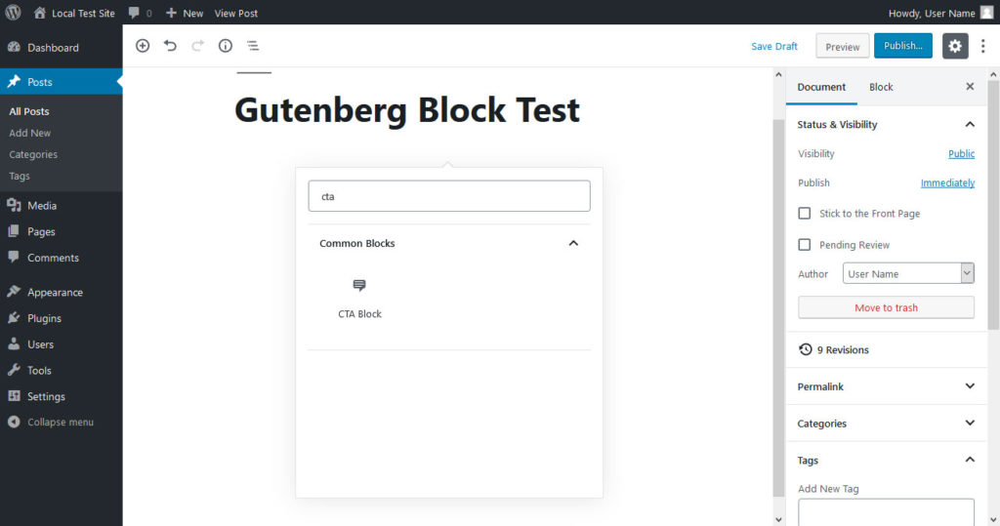 Local Test Site 0 New View Post Howdy, User Name
Dashboard
Posts
All Posts
Add New
Categories
Tags
Media
Pages
Comments
Appearance
Plugins
Users
Tools
Settings
Collapse menu
Save Draft Preview Publish...
Gutenberg Block Test
cta
Common Blocks
CTA Block
Document Block
Status & Visibility
Visibility Public
Publish Immediately
Stick to the Front Page
Pending Review
Author User Name
Move to trash
9 Revisions
Permalink
Categories
Tags
Add New Tag